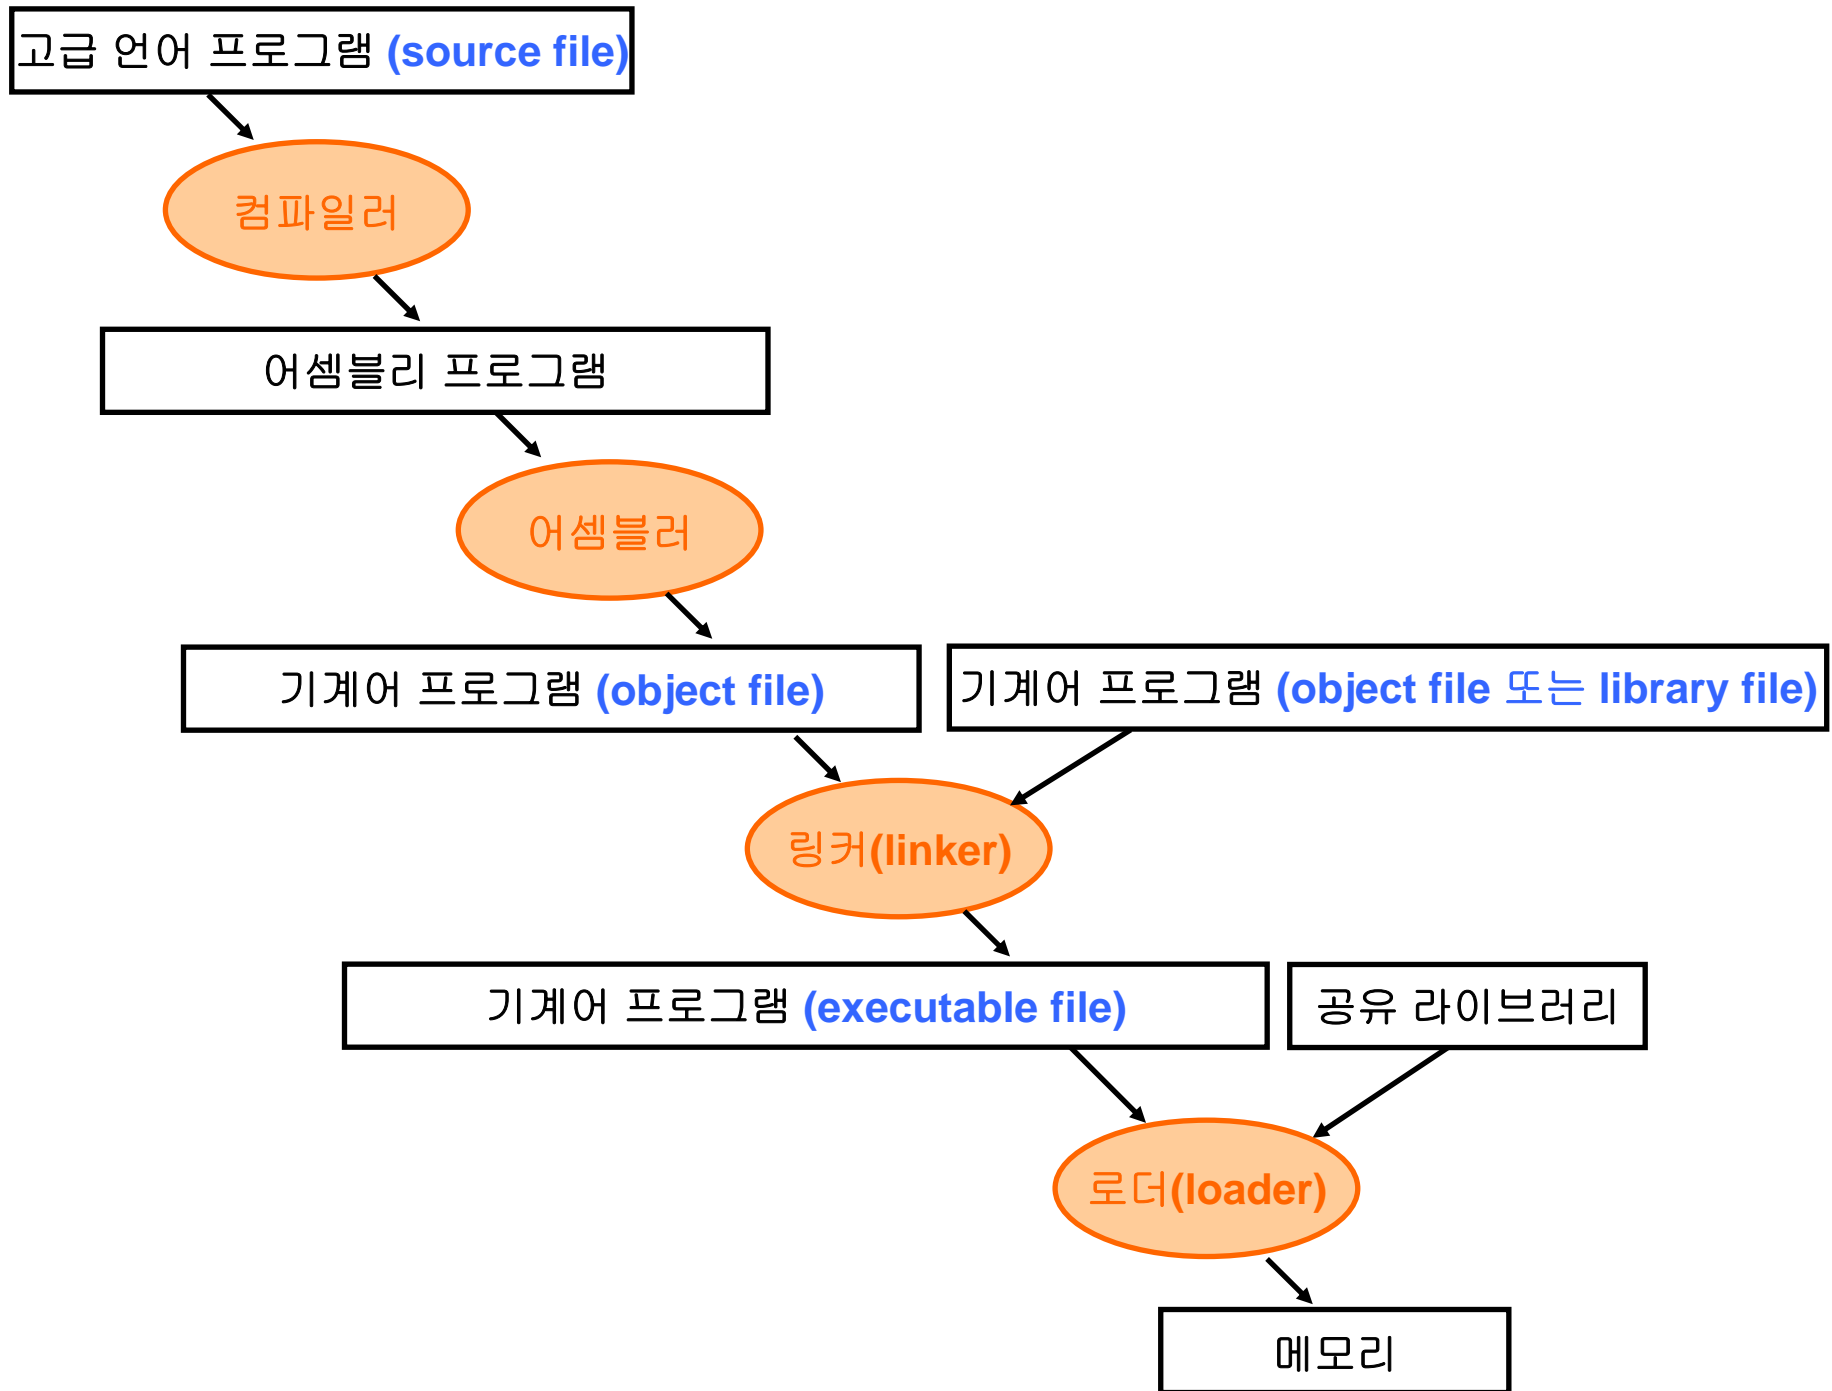 고급 언어 프로그램 (source file)
컴파일러
어셈블리 프로그램
어셈블러
기계어 프로그램 (object file)
기계어 프로그램 (object file 또는 library file)
링커(linker)
기계어 프로그램 (executable file)
공유 라이브러리
로더(loader)
메모리